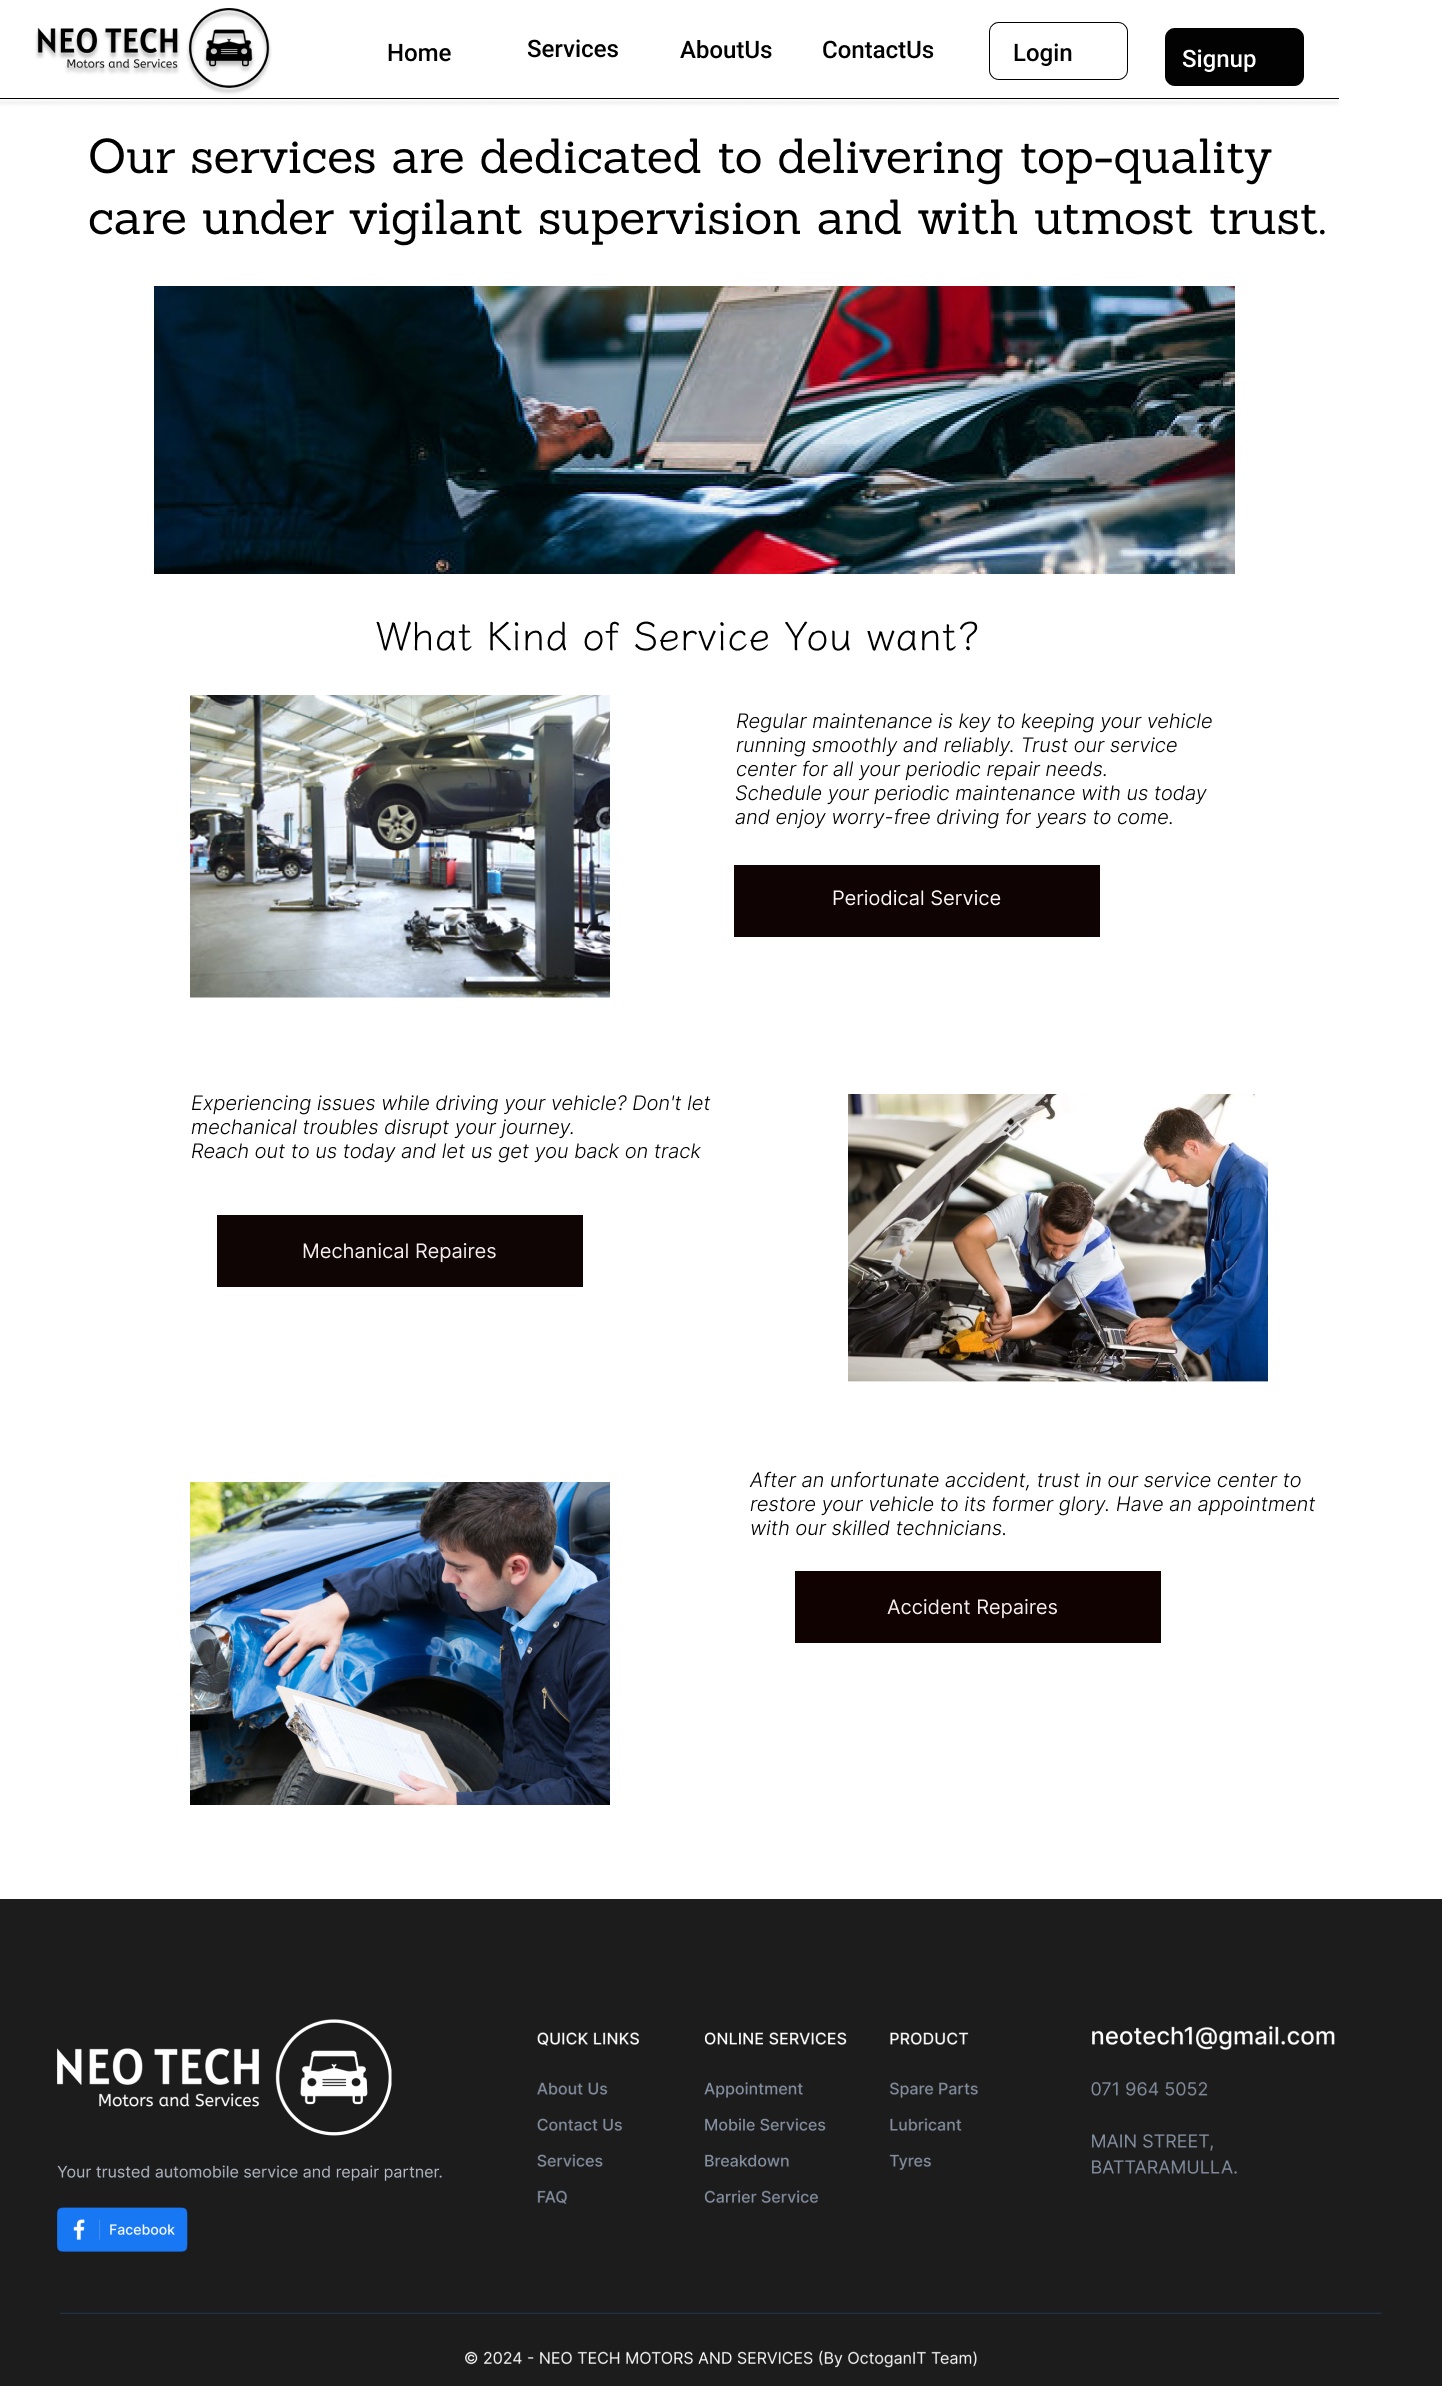 NEO TECH
Motors and Services
Home
Services
AboutUs
ContactUs
Login
Signup
Our services are dedicated to delivering top-quality
care under vigilant supervision and with utmost trust.
What Kind of Service You want?
Regular maintenance is key to keeping your vehicle
running smoothly and reliably. Trust our service
center for all your periodic repair needs.
Schedule your periodic maintenance with us today
and enjoy worry-free driving for years to come.
Periodical Service
Experiencing issues while driving your vehicle? Don't let
mechanical troubles disrupt your journey.
Reach out to us today and let us get you back on track
Mechanical Repaires
After an unfortunate accident, trust in our service center to
restore your vehicle to its former glory. Have an appointment
with our skilled technicians.
Accident Repaires
NEO TECH
Motors and Services
Your trusted automobile service and repair partner.
Facebook
QUICK LINKS
About Us
Contact Us
Services
FAQ
ONLINE SERVICES
Appointment
Mobile Services
Breakdown
Carrier Service
PRODUCT
Spare Parts
Lubricant
Tyres
neotech1@gmail.com
071 964 5052
MAIN STREET,
BATTARAMULLA.
© 2024 - NEO TECH MOTORS AND SERVICES (By OctoganIT Team)